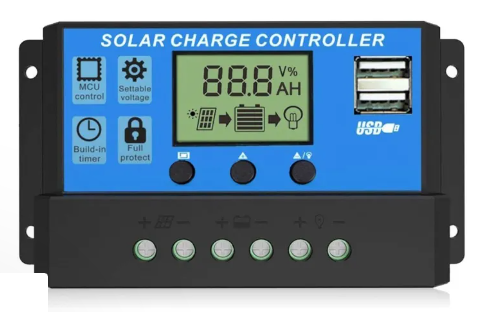 SOLAR CHARGE CONTROLLER
MCU
control
Settable
voltage
88.8 V%
AH
Build-in
timer
Full
protect
USB
+ - + - + -